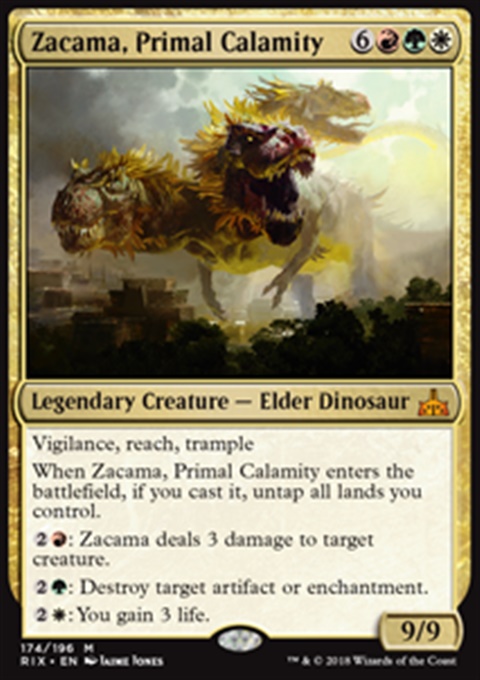 Zacama, Primal Calamity 6
Legendary Creature — Elder Dinosaur
Vigilance, reach, trample
When Zacama, Primal Calamity enters the
battlefield, if you cast it, untap all lands you
control.
2: Zacama deals 3 damage to target
creature.
2: Destroy target artifact or enchantment.
2: You gain 3 life.
9/9
174/196 M
RIX • EN Jaime Jones
™ & © 2018 Wizards of the Coast